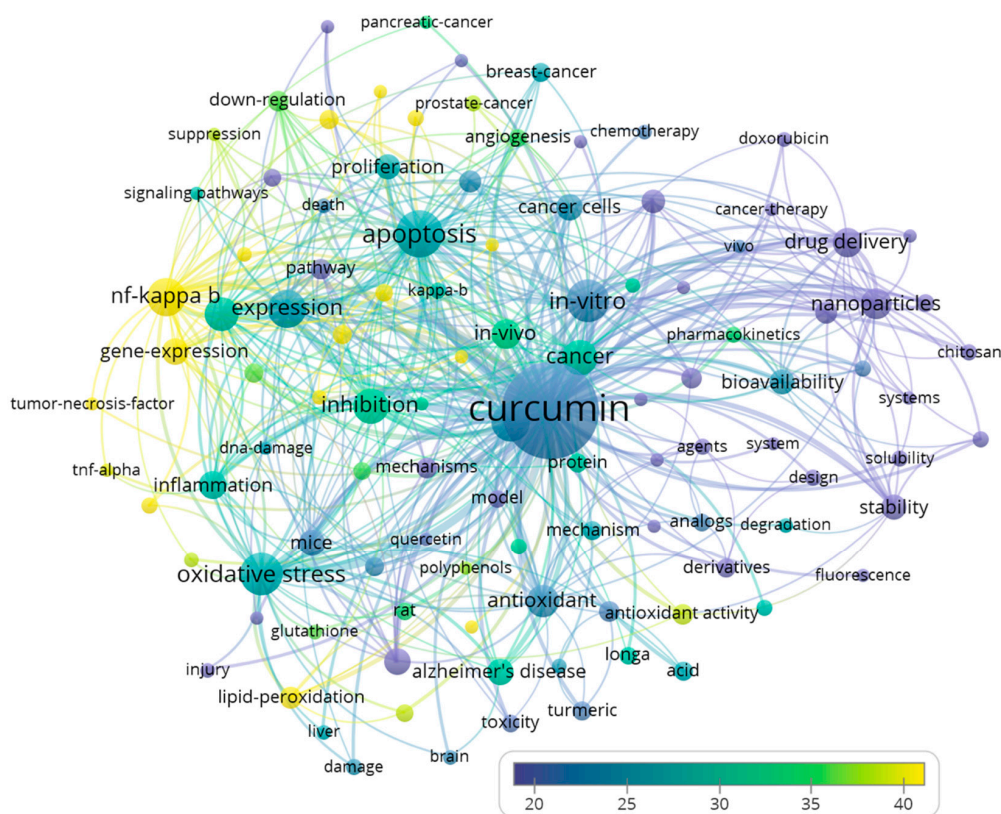 pancreatic-cancer
breast-cancer
down-regulation
prostate-cancer
suppression
angiogenesis
chemotherapy
doxorubicin
proliferation
signaling pathways
death
cancer cells
cancer-therapy
apoptosis
vivo
drug delivery
pathway
kappa-b
nf-kappa b
expression
in-vitro
nanoparticles
in-vivo
pharmacokinetics
gene-expression
cancer
chitosan
bioavailability
tumor-necrosis-factor
inhibition
curcumin
systems
dna-damage
agents
system
tnf-alpha
mechanisms
protein
solubility
inflammation
design
model
stability
mice
quercetin
mechanism
analogs
degradation
oxidative stress
polyphenols
derivatives
fluorescence
antioxidant
rat
antioxidant activity
glutathione
longa
injury
alzheimer's disease
acid
lipid-peroxidation
turmeric
liver
toxicity
damage
brain
20
25
30
35
40